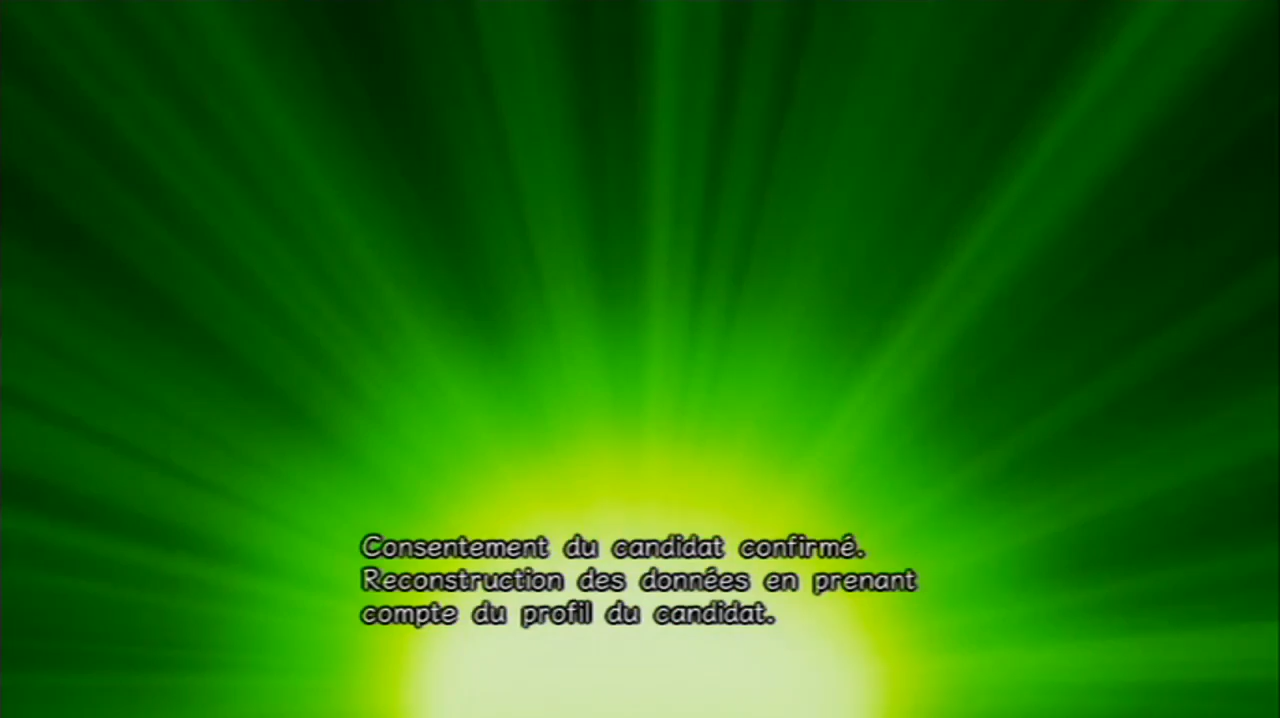 Consentement du candidat confirmé.
Reconstruction des données en prenant
compte du profil du candidat.